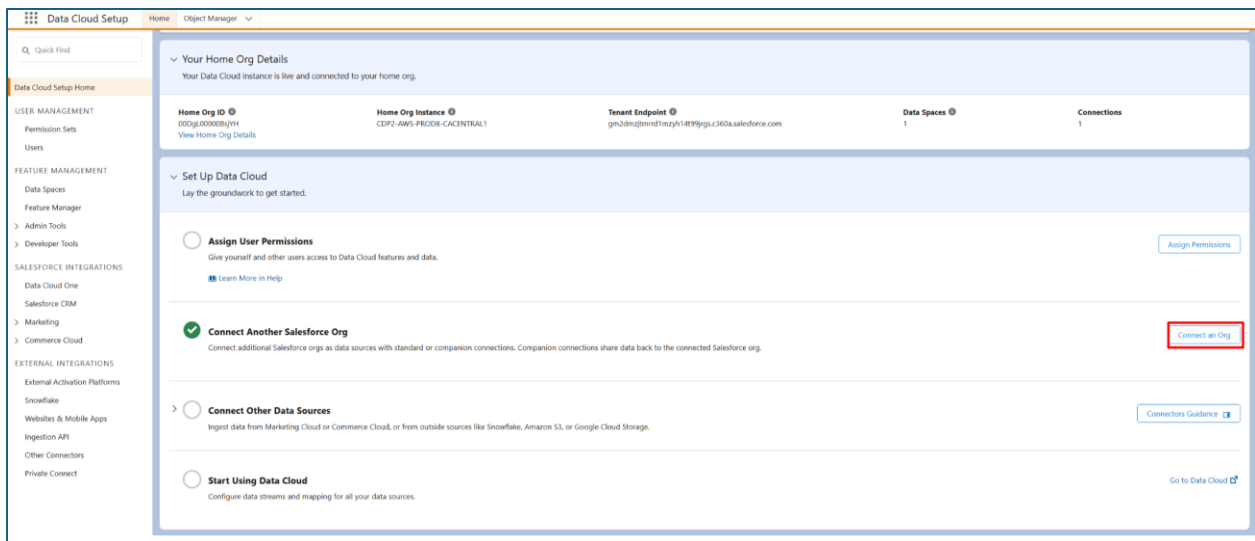 Data Cloud Setup
Home
Object Manager
Quick Find
Data Cloud Setup Home
USER MANAGEMENT
Permission Sets
Users
FEATURE MANAGEMENT
Data Spaces
Feature Manager
Admin Tools
Developer Tools
SALESFORCE INTEGRATIONS
Data Cloud One
Salesforce CRM
Marketing
Commerce Cloud
EXTERNAL INTEGRATIONS
External Activation Platforms
Snowflake
Websites & Mobile Apps
Ingestion API
Other Connectors
Private Connect
Your Home Org Details
Your Data Cloud instance is live and connected to your home org.
Home Org ID
View Home Org Details
Home Org Instance
CDP2-AWS-PROD8-CACENTRAL1
Tenant Endpoint
Data Spaces
1
Connections
1
Set Up Data Cloud
Lay the groundwork to get started.
Assign User Permissions
Give yourself and other users access to Data Cloud features and data.
Learn More in Help
Assign Permissions
Connect Another Salesforce Org
Connect additional Salesforce orgs as data sources with standard or companion connections. Companion connections share data back to the connected Salesforce org.
Connect an Org
Connect Other Data Sources
Ingest data from Marketing Cloud or Commerce Cloud, or from outside sources like Snowflake, Amazon S3, or Google Cloud Storage.
Connectors Guidance
Start Using Data Cloud
Configure data streams and mapping for all your data sources.
Go to Data Cloud